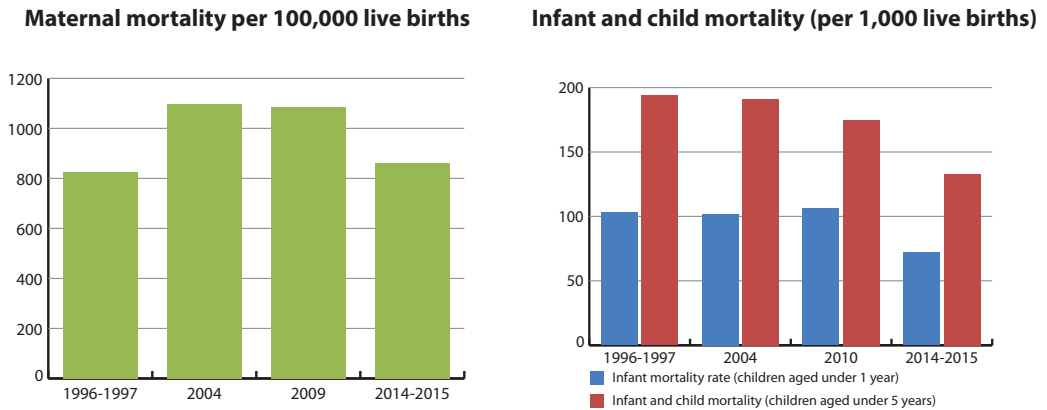 Maternal mortality per 100,000 live births
1200
1000
800
600
400
200
0
1996-1997 2004 2009 2014-2015
Infant and child mortality (per 1,000 live births)
200
150
100
50
0
1996-1997 2004 2010 2014-2015
Infant mortality rate (children aged under 1 year)
Infant and child mortality (children aged under 5 years)